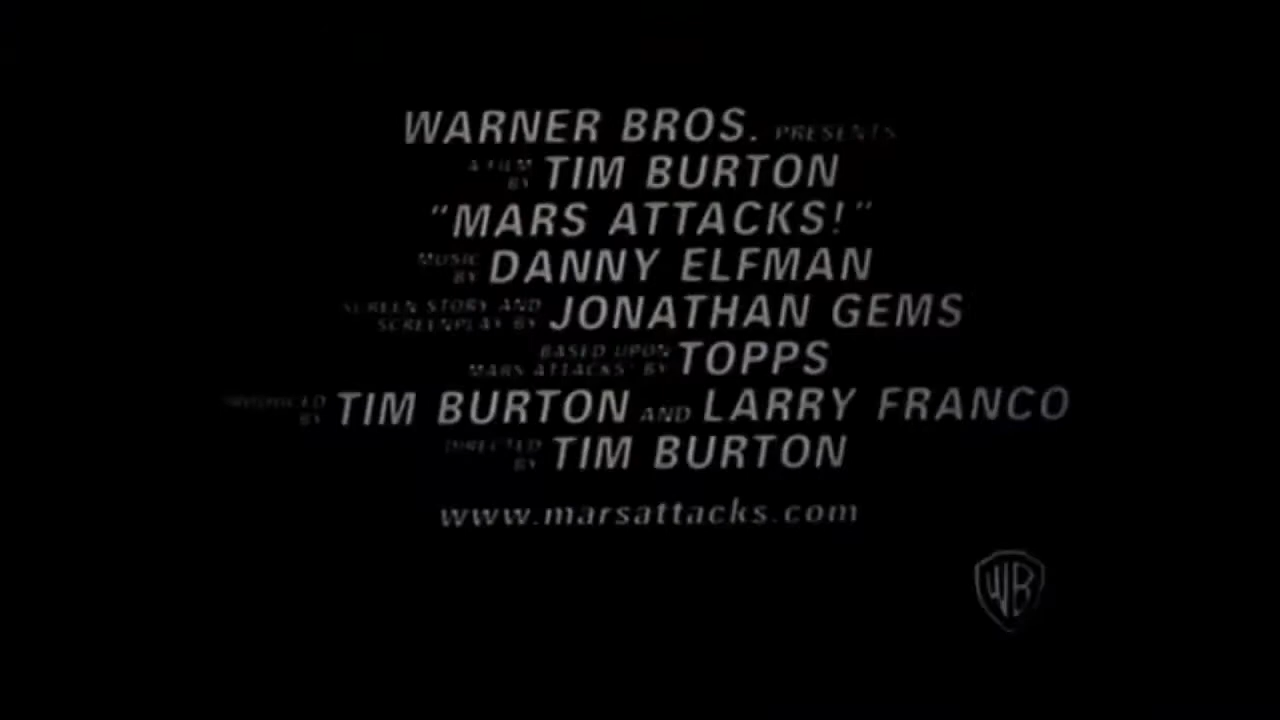 WARNER BROS. PRESENTS
A FILM BY TIM BURTON
"MARS ATTACKS!"
MUSIC BY DANNY ELFMAN
SCREEN STORY AND SCREENPLAY BY JONATHAN GEMS
BASED UPON MARS ATTACKS BY TOPPS
PRODUCED BY TIM BURTON AND LARRY FRANCO
DIRECTED BY TIM BURTON
www.marsattacks.com
WB